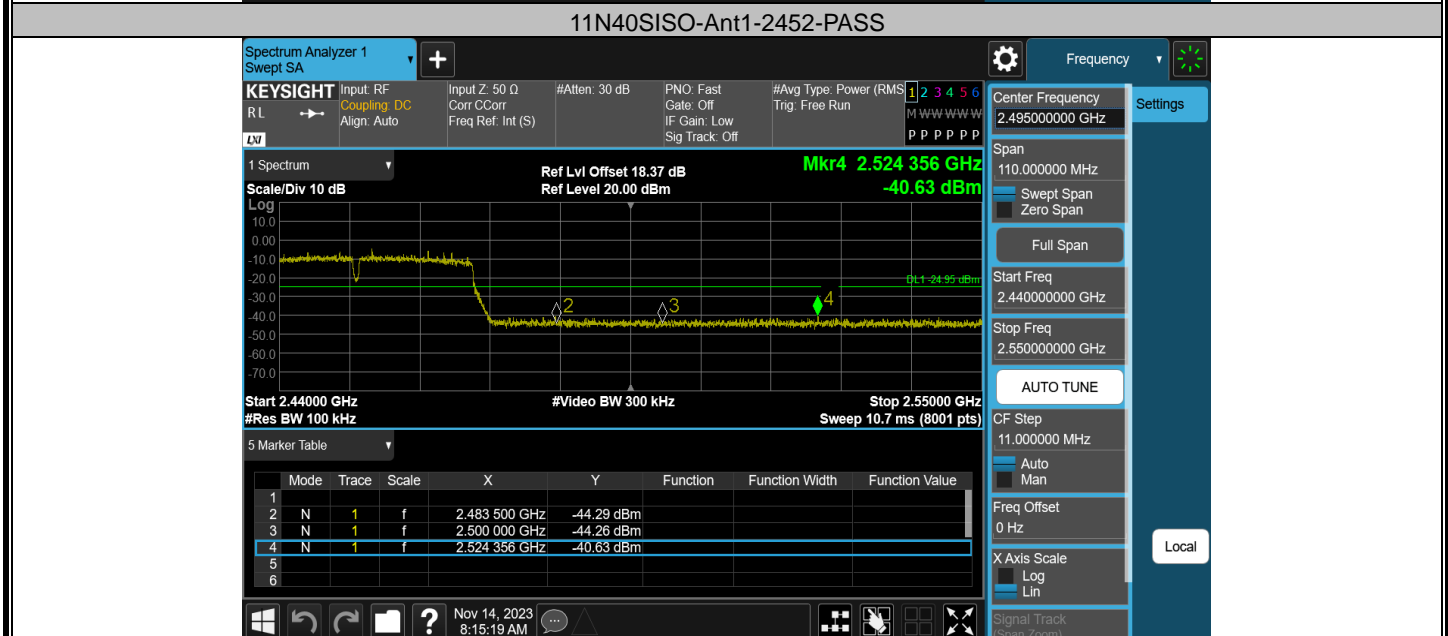 11N40SISO-Ant1-2452-PASS
Spectrum Analyzer 1
Swept SA
+
Frequency
KEYSIGHT
RL
LXI
Input: RF
Coupling: DC
Align: Auto
Input Z: 50 Ω
Corr CCorr
Freq Ref: Int (S)
#Atten: 30 dB
PNO: Fast
Gate: Off
IF Gain: Low
Sig Track: Off
#Avg Type: Power (RMS
Trig: Free Run
1 2 3 4 5 6
M W W W W W
P P P P P P
1 Spectrum
Scale/Div 10 dB
Ref Lvl Offset 18.37 dB
Ref Level 20.00 dBm
Mkr4 2.524 356 GHz
-40.63 dBm
Log
10.0
0.00
-10.0
-20.0
-30.0
-40.0
-50.0
-60.0
-70.0
DL1 -24.95 dBm
2
3
4
Start 2.44000 GHz
#Res BW 100 kHz
#Video BW 300 kHz
Stop 2.55000 GHz
Sweep 10.7 ms (8001 pts)
5 Marker Table
Mode Trace Scale X Y Function Function Width Function Value
1
2 N 1 f 2.483 500 GHz -44.29 dBm
3 N 1 f 2.500 000 GHz -44.26 dBm
4 N 1 f 2.524 356 GHz -40.63 dBm
5
6
?
Nov 14, 2023
8:15:19 AM
Center Frequency
2.495000000 GHz
Settings
Span
110.000000 MHz
Swept Span
Zero Span
Full Span
Start Freq
2.440000000 GHz
Stop Freq
2.550000000 GHz
AUTO TUNE
CF Step
11.000000 MHz
Auto
Man
Freq Offset
0 Hz
X Axis Scale
Log
Lin
Local
Signal Track
(Span Zoom)